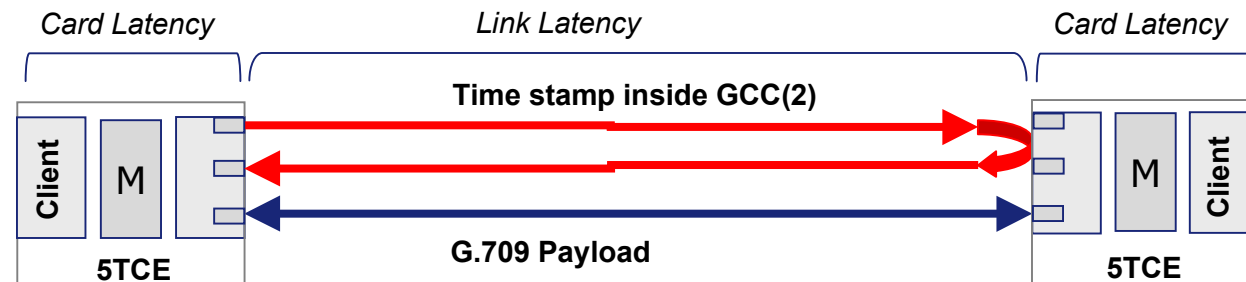 Card Latency
Link Latency
Card Latency
Time stamp inside GCC(2)
Client
M
M
Client
G.709 Payload
5TCE
5TCE